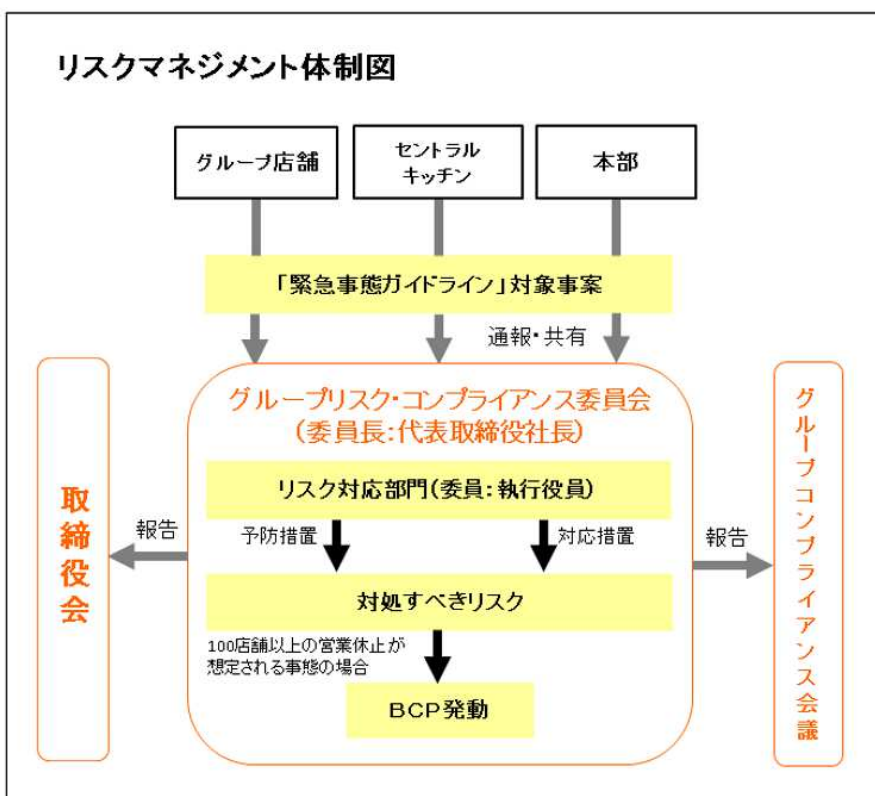 リスクマネジメント体制図
グループ店舗
セントラル
キッチン
本部
「緊急事態ガイドライン」対象事案
通報・共有
グループリスク・コンプライアンス委員会
(委員長:代表取締役社長)
リスク対応部門(委員:執行役員)
予防措置
対応措置
対処すべきリスク
100店舗以上の営業休止が
想定される事態の場合
BCP発動
報告
取締役会
報告
グループコンプライアンス会議